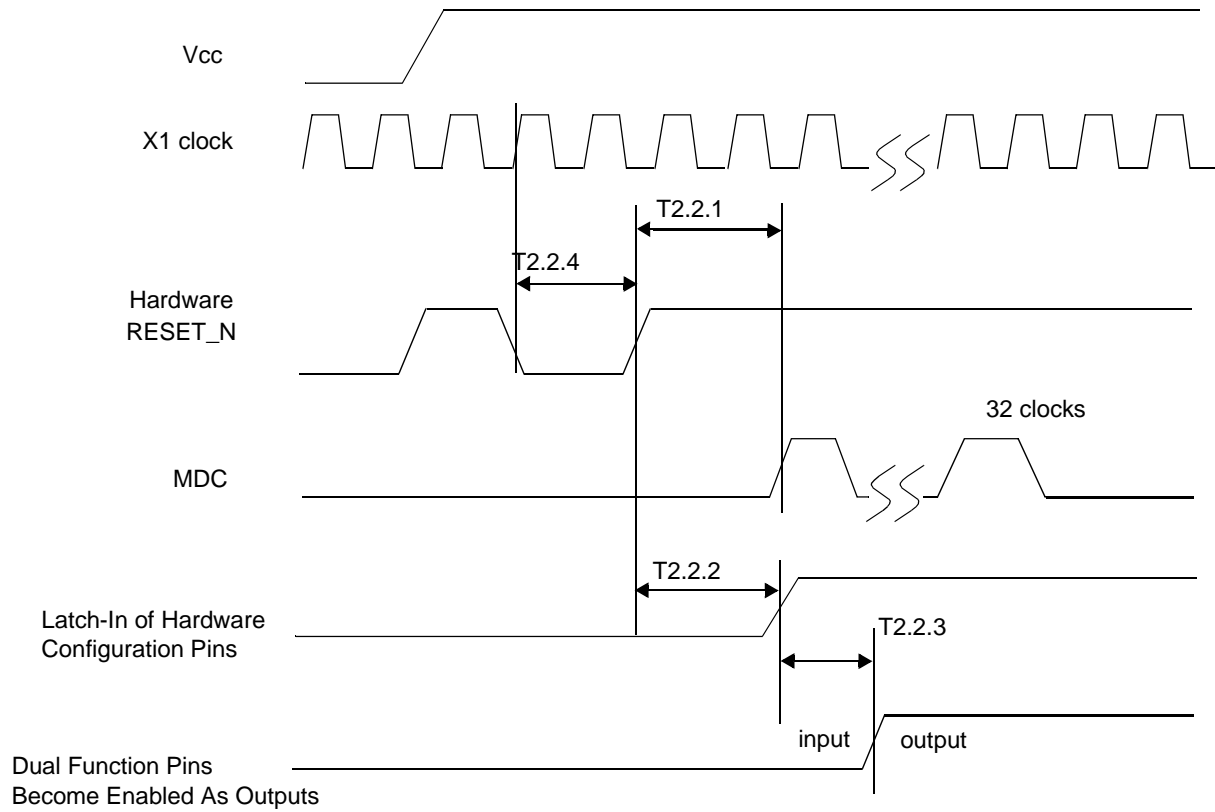 Vcc
X1 clock
T2.2.1
T2.2.4
Hardware
RESET_N
32 clocks
MDC
T2.2.2
Latch-In of Hardware
Configuration Pins
T2.2.3
input
output
Dual Function Pins
Become Enabled As Outputs